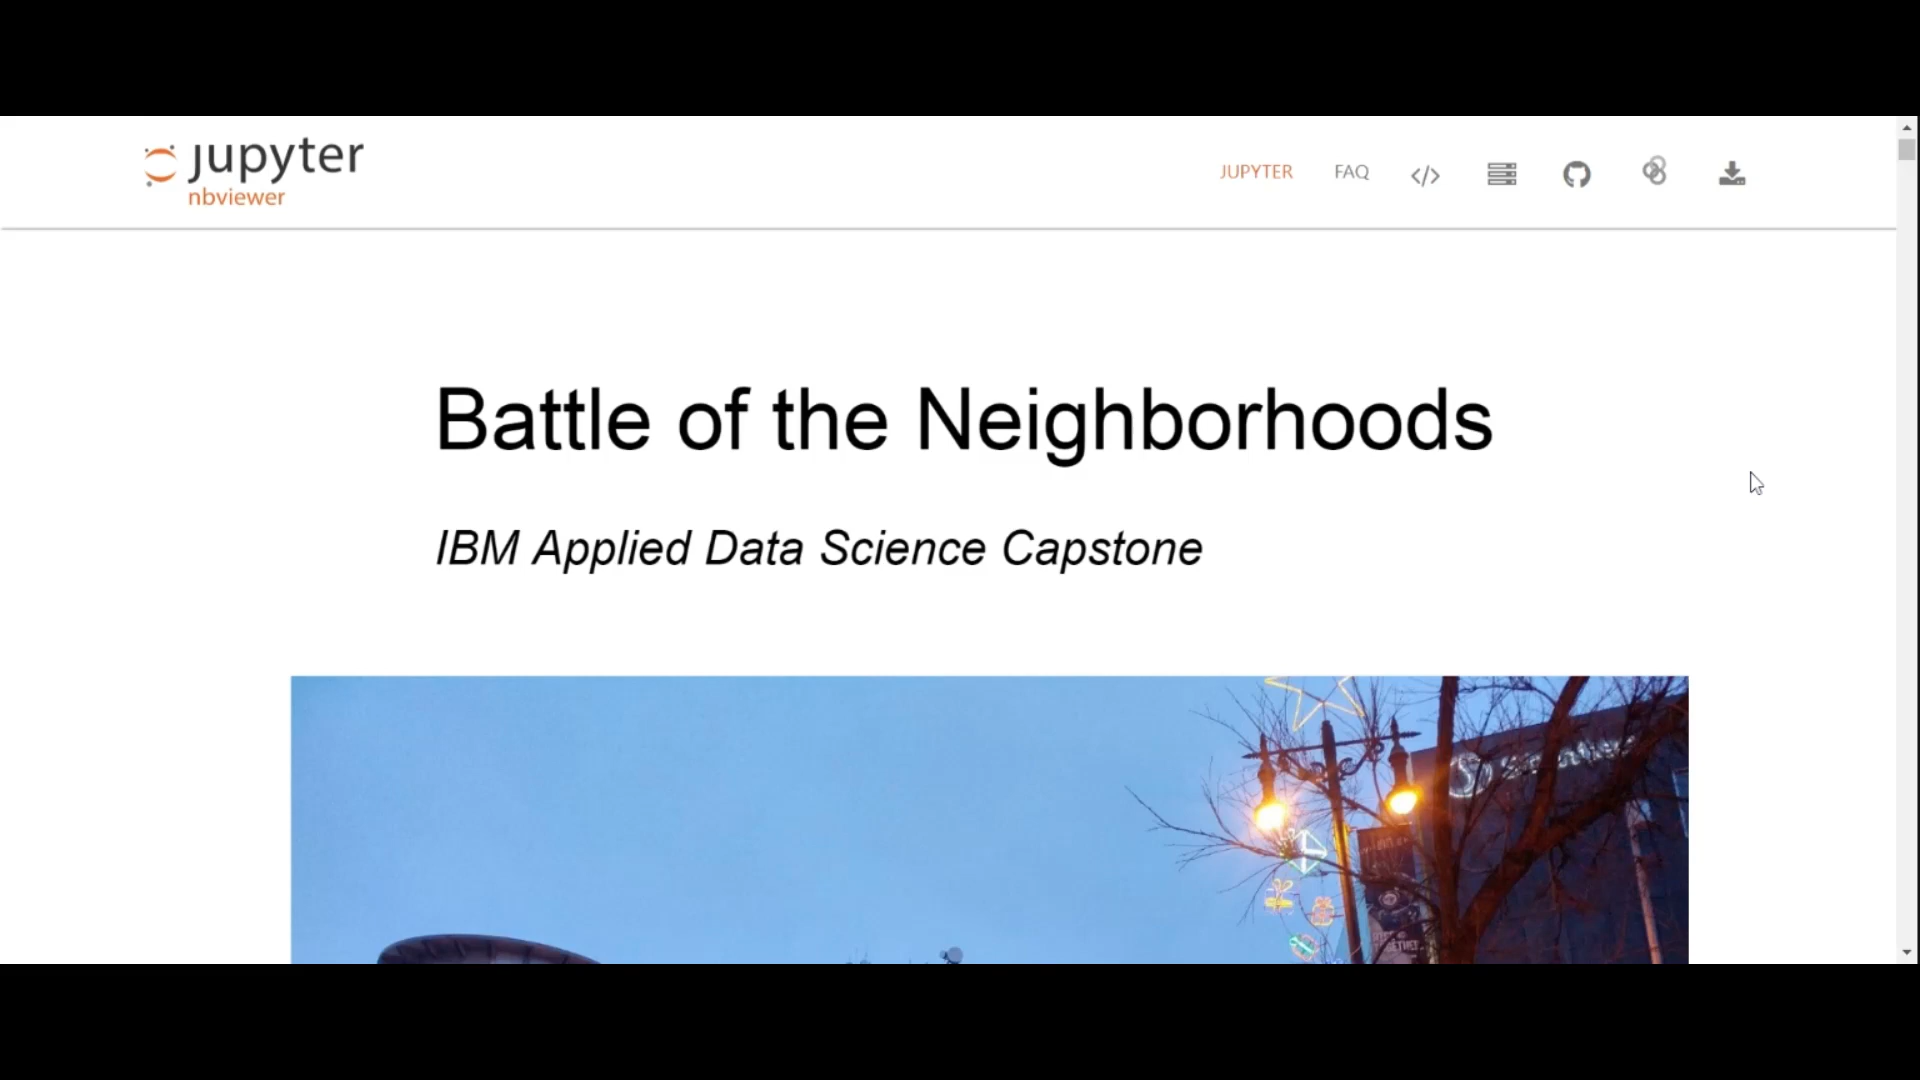 jupyter
nbviewer
JUPYTER FAQ </>
Battle of the Neighborhoods
IBM Applied Data Science Capstone